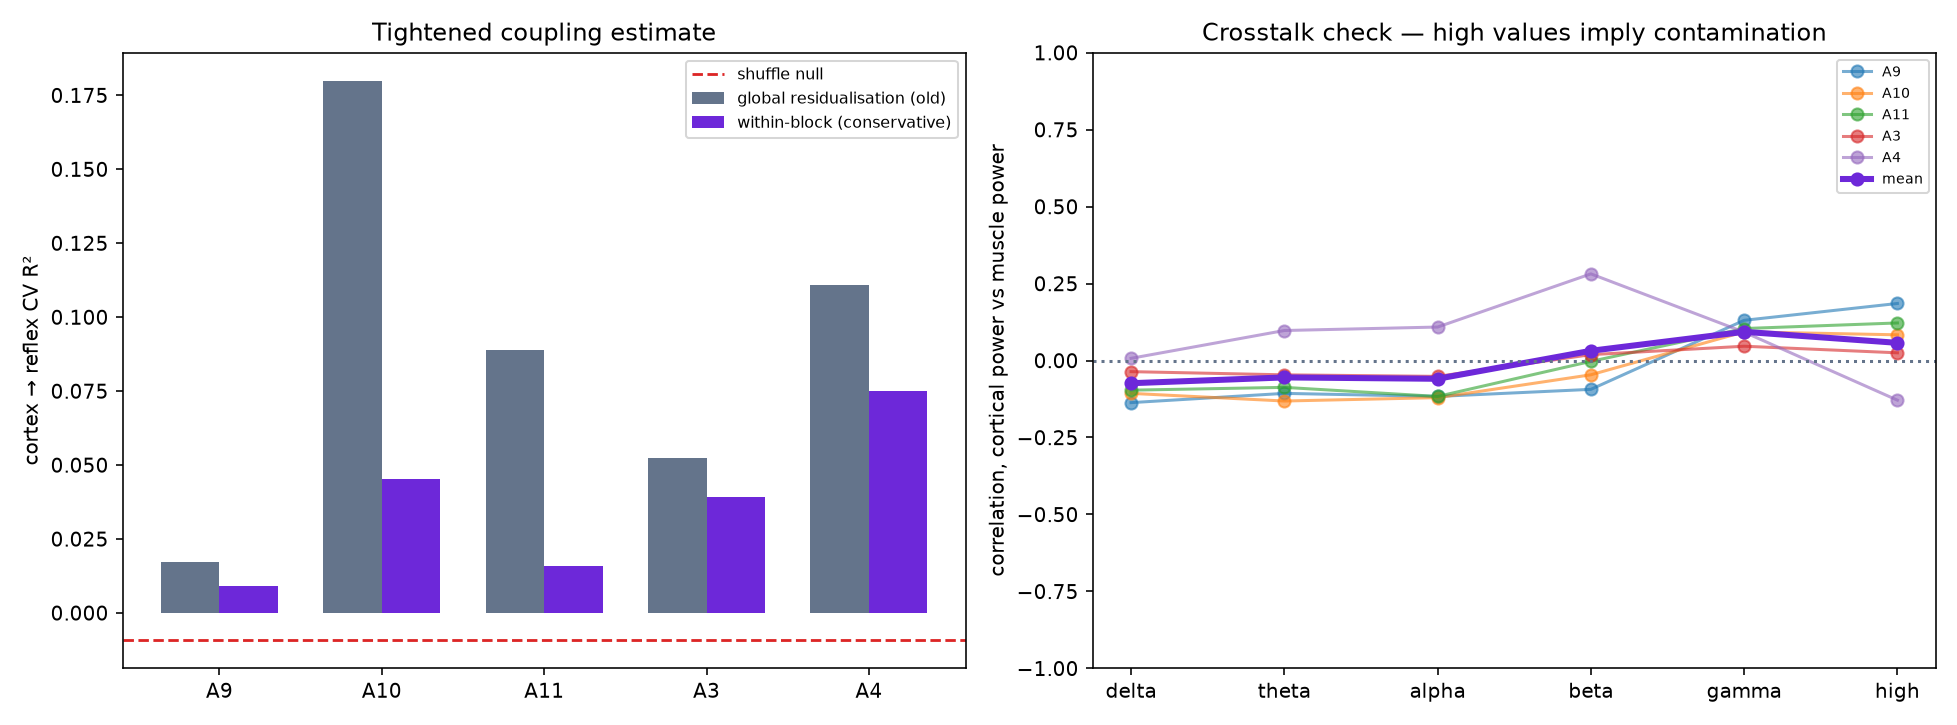 Tightened coupling estimate
cortex → reflex CV R²
0.175
0.150
0.125
0.100
0.075
0.050
0.025
0.000
shuffle null
global residualisation (old)
within-block (conservative)
A9
A10
A11
A3
A4
Crosstalk check — high values imply contamination
correlation, cortical power vs muscle power
1.00
0.75
0.50
0.25
0.00
−0.25
−0.50
−0.75
−1.00
A9
A10
A11
A3
A4
mean
delta
theta
alpha
beta
gamma
high